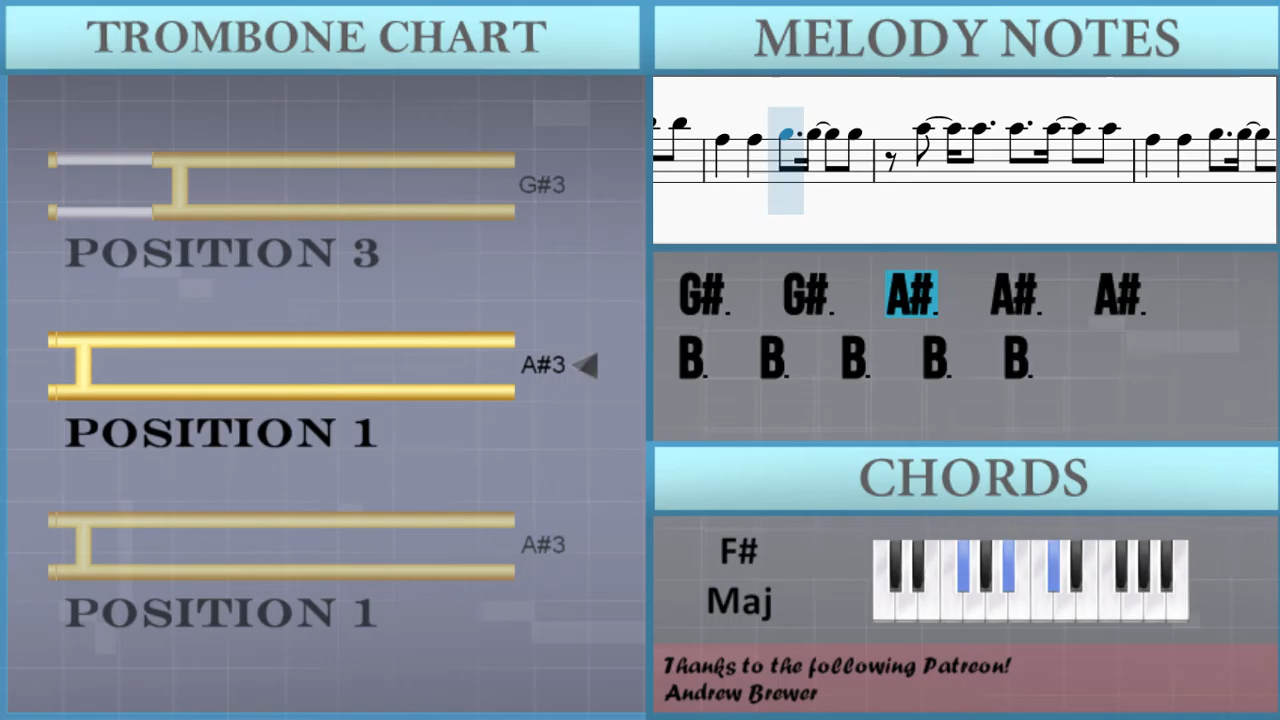 TROMBONE CHART
G#3
POSITION 3
A#3
POSITION 1
A#3
POSITION 1
MELODY NOTES
G#. G#. A#. A#. A#.
B. B. B. B. B.
CHORDS
F#
Maj
Thanks to the following Patreon!
Andrew Brewer